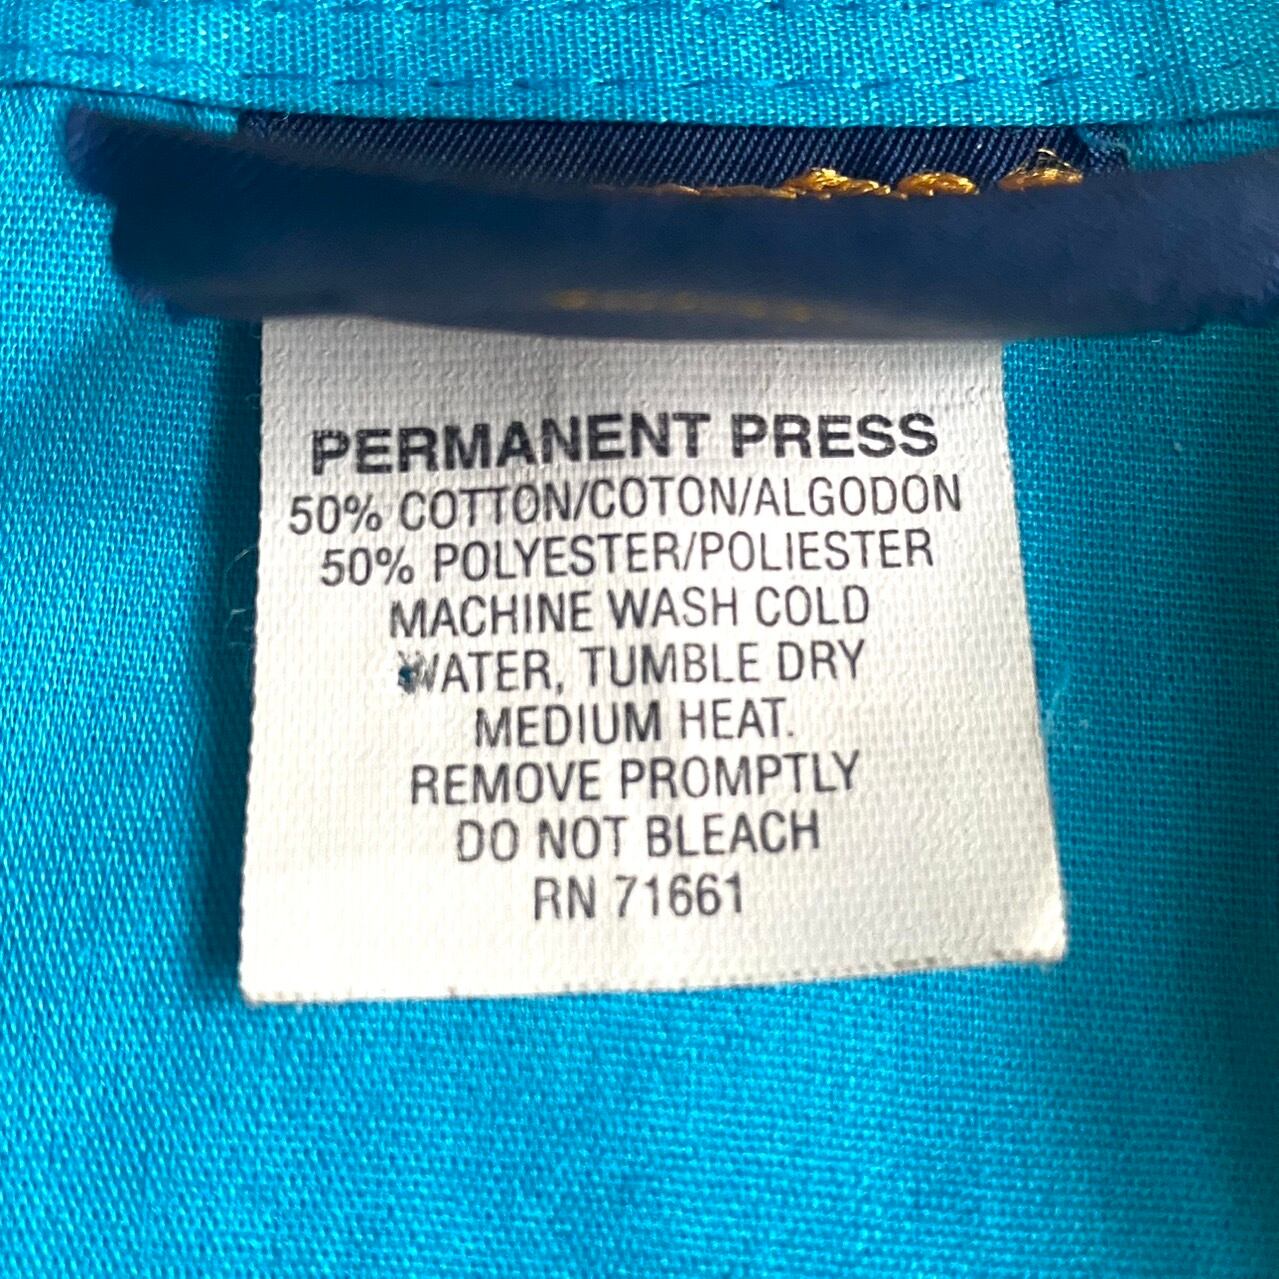 PERMANENT PRESS
50% COTTON/COTON/ALGODON
50% POLYESTER/POLIESTER
MACHINE WASH COLD
WATER, TUMBLE DRY
MEDIUM HEAT.
REMOVE PROMPTLY
DO NOT BLEACH
RN 71661